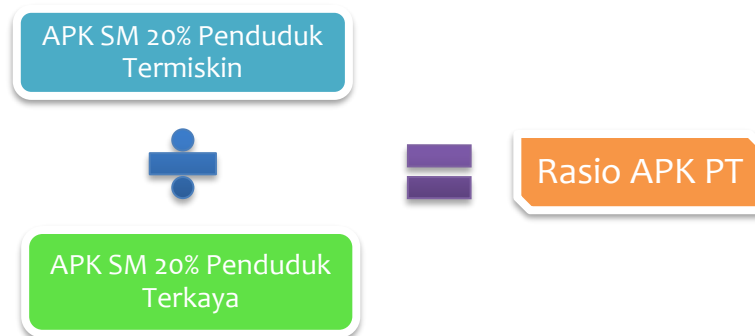 APK SM 20% Penduduk
Termiskin
Rasio APK PT
APK SM 20% Penduduk
Terkaya